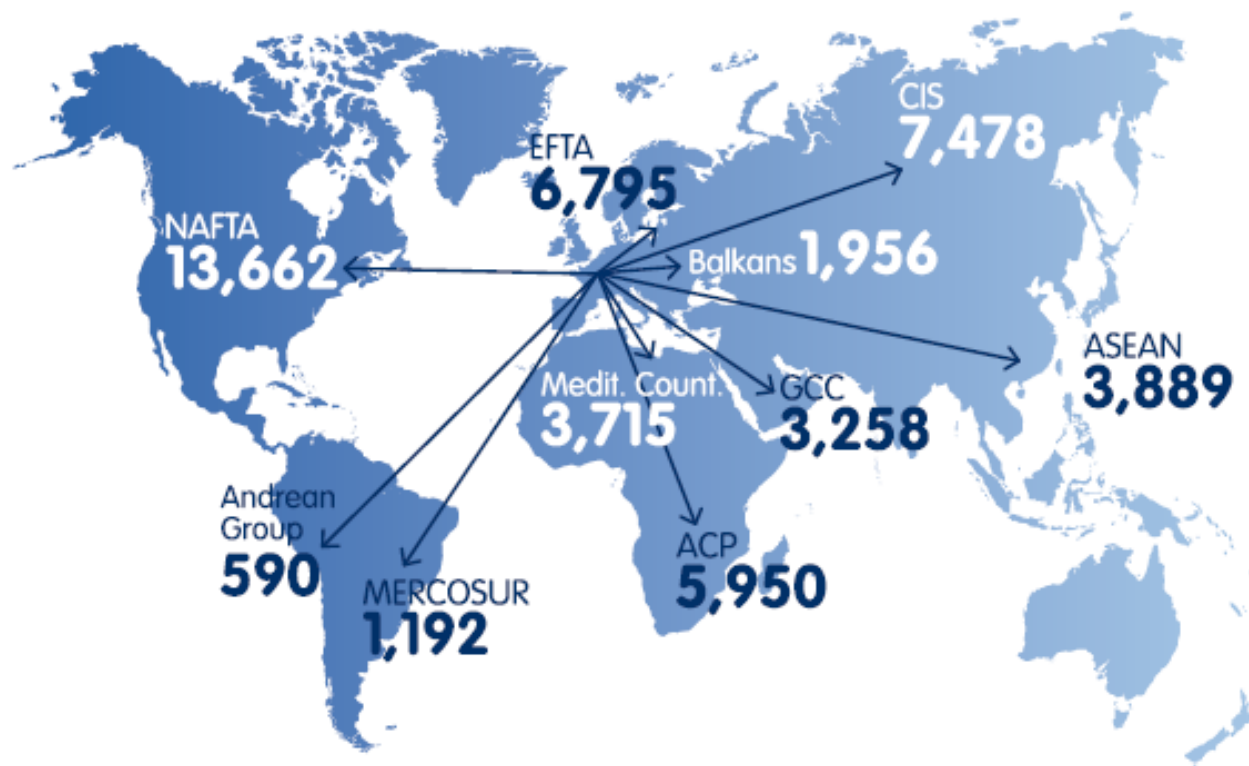 CIS
7,478
EFTA
6,795
NAFTA
13,662
Balkans 1,956
ASEAN
3,889
Medit. Count.
3,715
GCC
3,258
Andrean
Group
590
MERCOSUR
1,192
ACP
5,950